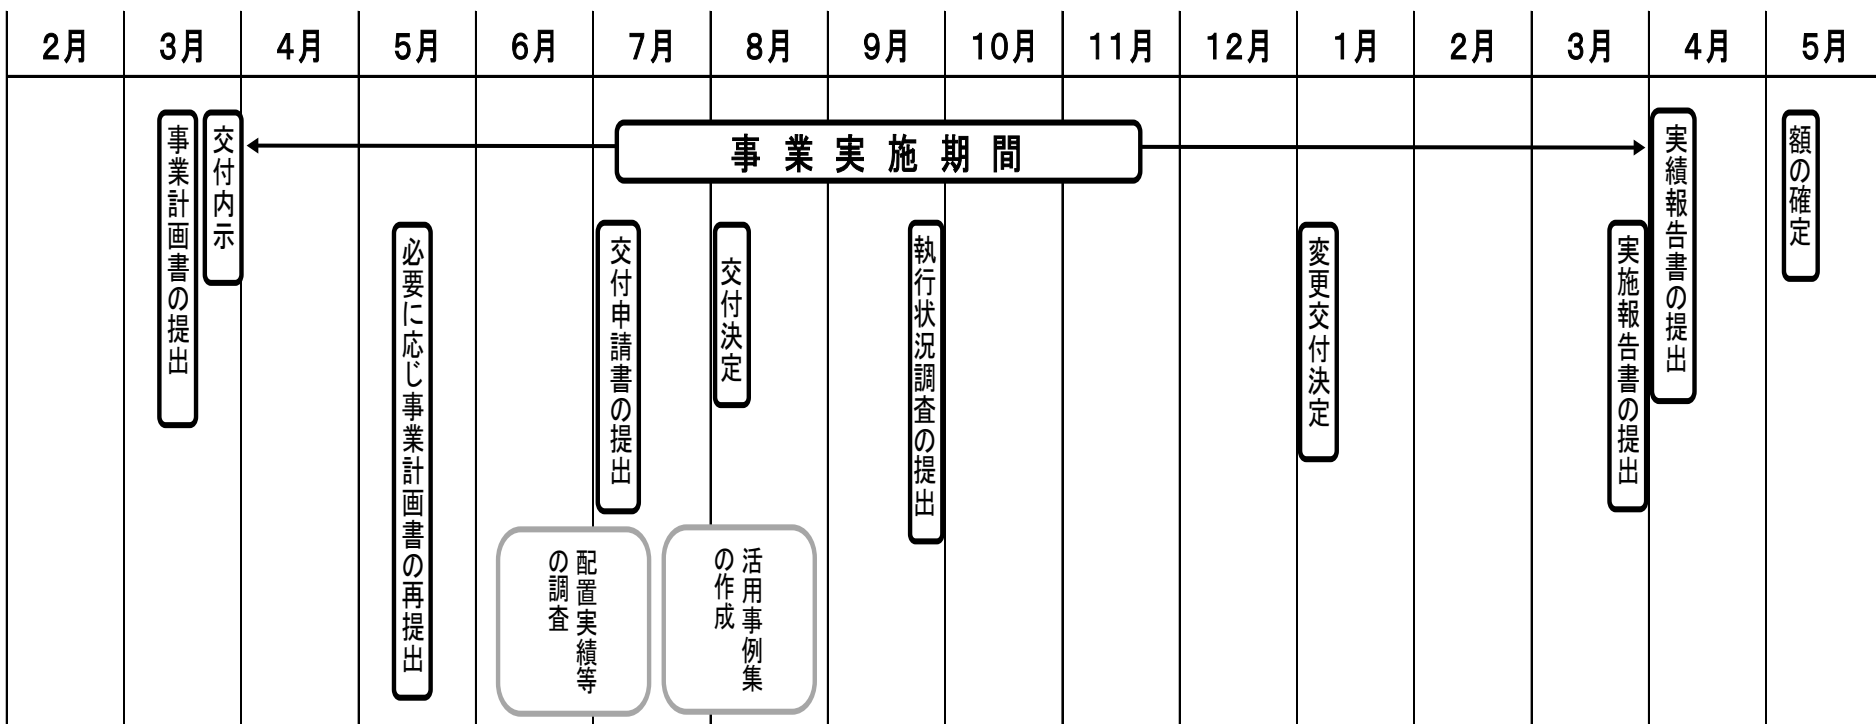 2月 3月 4月 5月 6月 7月 8月 9月 10月 11月 12月 1月 2月 3月 4月 5月
事業計画書の提出
交付内示
事業実施期間
実績報告書の提出
額の確定
必要に応じ事業計画書の再提出
交付申請書の提出
交付決定
執行状況調査の提出
変更交付決定
実施報告書の提出
配置実績等
の調査
活用事例集
の作成